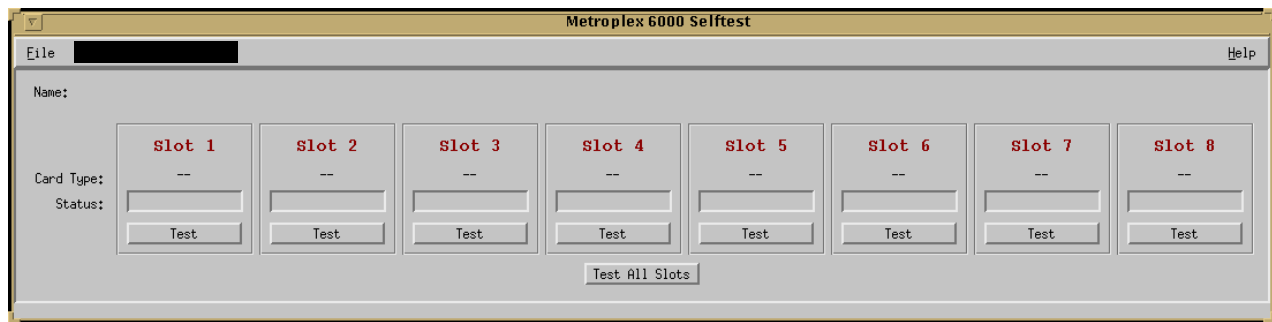 Metroplex 6000 Selftest
File Help
Name:
Slot 1 Slot 2 Slot 3 Slot 4 Slot 5 Slot 6 Slot 7 Slot 8
Card Type: -- -- -- -- -- -- -- --
Status:
Test Test Test Test Test Test Test Test
Test All Slots